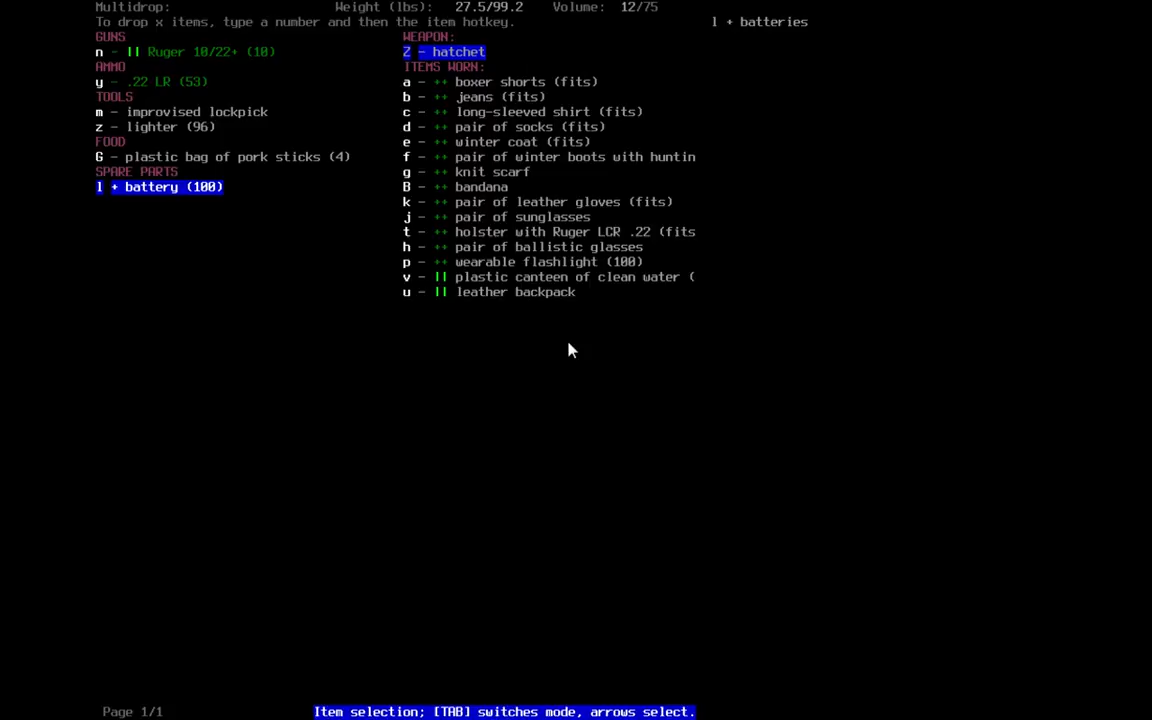 Multidrop: Weight (lbs): 27.5/99.2 Volume: 12/75
To drop x items, type a number and then the item hotkey. l + batteries
GUNS
n - || Ruger 10/22+ (10)
AMMO
y - .22 LR (53)
TOOLS
m - improvised lockpick
z - lighter (96)
FOOD
G - plastic bag of pork sticks (4)
SPARE PARTS
l + battery (100)
WEAPON:
Z - hatchet
ITEMS WORN:
a - ++ boxer shorts (fits)
b - ++ jeans (fits)
c - ++ long-sleeved shirt (fits)
d - ++ pair of socks (fits)
e - ++ winter coat (fits)
f - ++ pair of winter boots with huntin
g - ++ knit scarf
B - ++ bandana
k - ++ pair of leather gloves (fits)
j - ++ pair of sunglasses
t - ++ holster with Ruger LCR .22 (fits
h - ++ pair of ballistic glasses
p - ++ wearable flashlight (100)
v - || plastic canteen of clean water (
u - || leather backpack
Page 1/1 Item selection; [TAB] switches mode, arrows select.